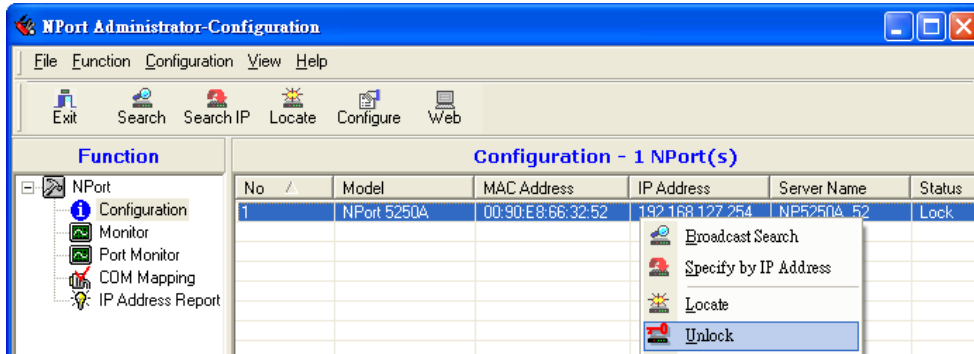 NPort Administrator-Configuration
File Function Configuration View Help
Exit Search Search IP Locate Configure Web
Function
Configuration - 1 NPort(s)
NPort
Configuration
Monitor
Port Monitor
COM Mapping
IP Address Report
No Model MAC Address IP Address Server Name Status
1 NPort 5250A 00:90:E8:66:32:52 192.168.127.254 NP5250A_52 Lock
Broadcast Search
Specify by IP Address
Locate
Unlock